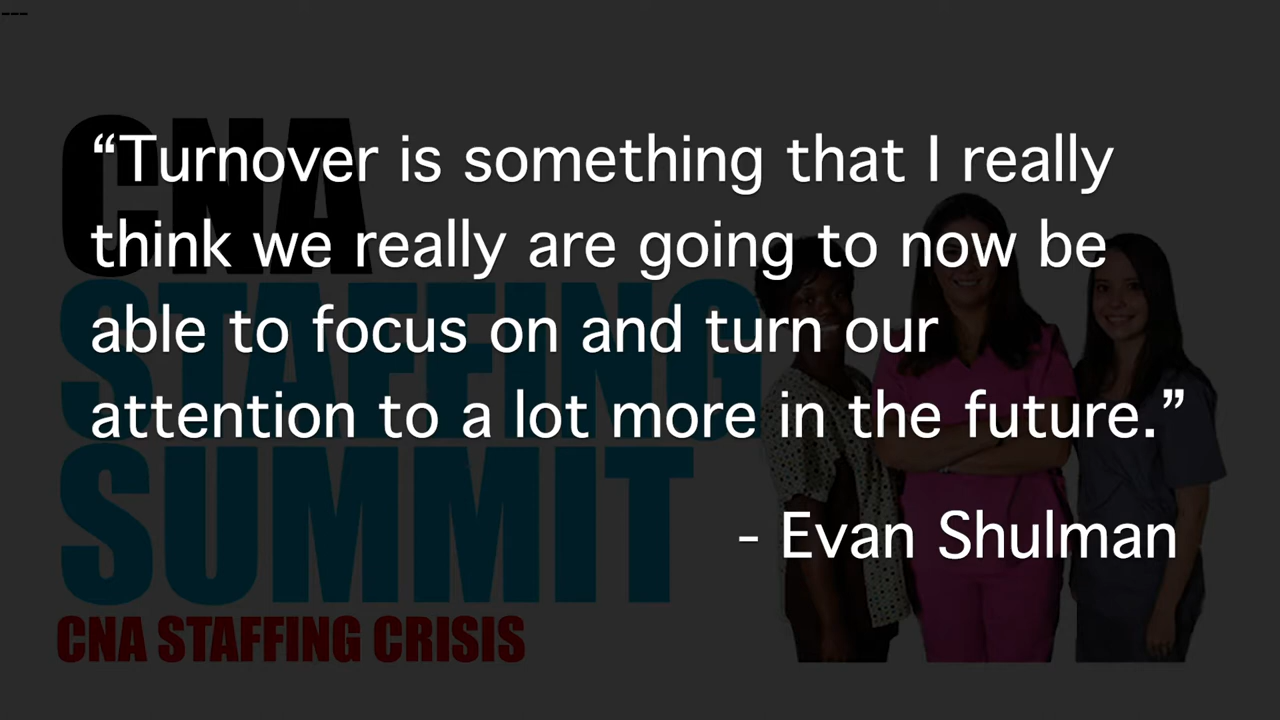 ---
“Turnover is something that I really
think we really are going to now be
able to focus on and turn our
attention to a lot more in the future.”
- Evan Shulman
CNA
STAFFING
SUMMIT
CNA STAFFING CRISIS